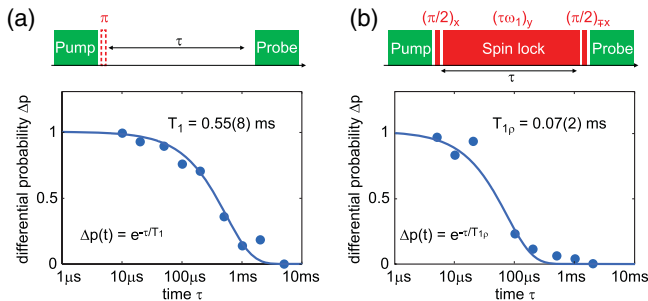 (a)
π
Pump
τ
Probe
differential probability Δp
1
0.5
0
T₁ = 0.55(8) ms
Δp(t) = e^-τ/T₁
1μs
10μs
100μs
1ms
10ms
time τ
(b)
(π/2)ₓ
(τω₁)y
(π/2)∓x
Pump
Spin lock
Probe
τ
differential probability Δp
1
0.5
0
T₁ρ = 0.07(2) ms
Δp(t) = e^-τ/T₁ρ
1μs
10μs
100μs
1ms
10ms
time τ